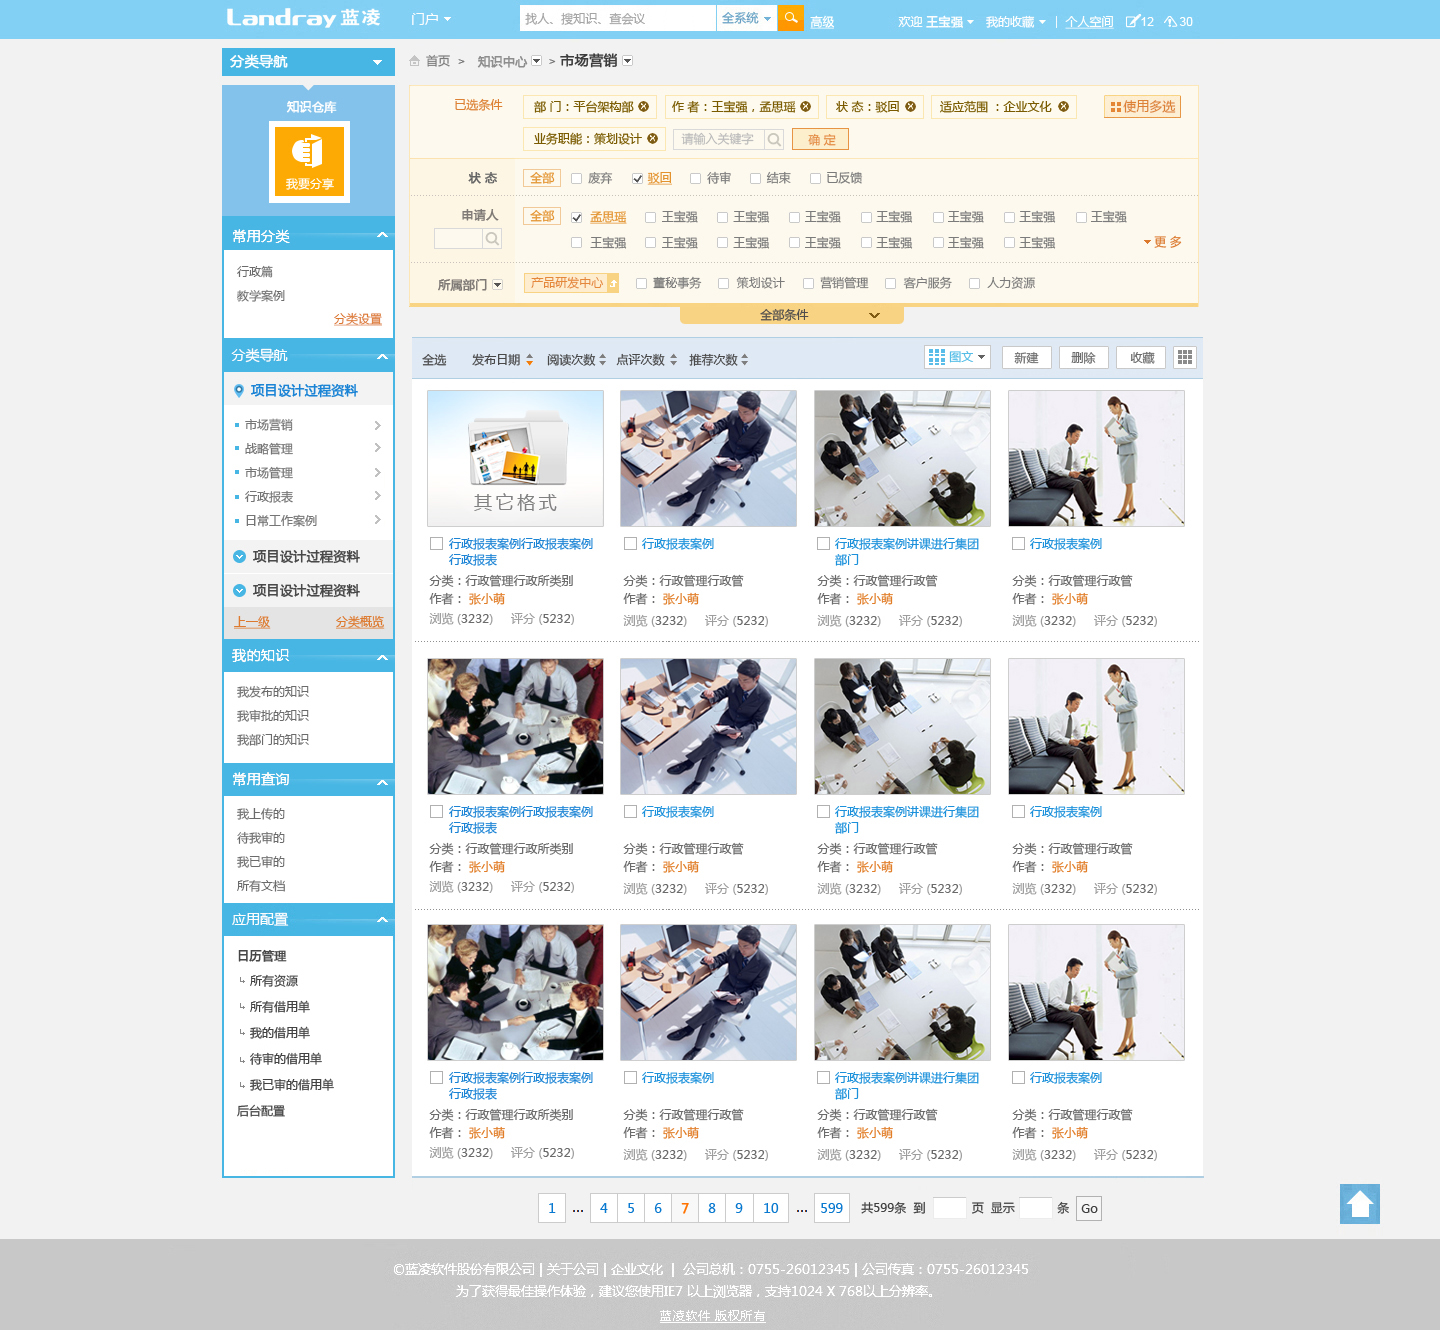 Landray 蓝凌 门户 找人、搜知识、查会议 全系统 高级 欢迎 王宝强 我的收藏 | 个人空间 12 30
分类导航
首页 > 知识中心 > 市场营销
知识仓库
我要分享
常用分类
行政篇
教学案例
分类设置
分类导航
项目设计过程资料
市场营销
战略管理
市场管理
行政报表
日常工作案例
项目设计过程资料
项目设计过程资料
上一级 分类概览
我的知识
我发布的知识
我审批的知识
我部门的知识
常用查询
我上传的
待我审的
我已审的
所有文档
应用配置
日历管理
所有资源
所有借用单
我的借用单
待审的借用单
我已审的借用单
后台配置
已选条件 部 门：平台架构部 作 者：王宝强，孟思瑶 状 态：驳回 适应范围 ：企业文化 使用多选
业务职能：策划设计 请输入关键字 确 定
状 态 全部 废弃 驳回 待审 结束 已反馈
申请人 全部 孟思瑶 王宝强 王宝强 王宝强 王宝强 王宝强 王宝强 王宝强
王宝强 王宝强 王宝强 王宝强 王宝强 王宝强 王宝强 更 多
所属部门 产品研发中心 董秘事务 策划设计 营销管理 客户服务 人力资源
全部条件
全选 发布日期 阅读次数 点评次数 推荐次数 图文 新建 删除 收藏
其它格式
行政报表案例行政报表案例 行政报表案例 行政报表案例讲课进行集团 行政报表案例
行政报表 部门
分类：行政管理行政所类别 分类：行政管理行政管 分类：行政管理行政管 分类：行政管理行政管
作者： 张小萌 作者： 张小萌 作者： 张小萌 作者： 张小萌
浏览 (3232) 评分 (5232) 浏览 (3232) 评分 (5232) 浏览 (3232) 评分 (5232) 浏览 (3232) 评分 (5232)
行政报表案例行政报表案例 行政报表案例 行政报表案例讲课进行集团 行政报表案例
行政报表 部门
分类：行政管理行政所类别 分类：行政管理行政管 分类：行政管理行政管 分类：行政管理行政管
作者： 张小萌 作者： 张小萌 作者： 张小萌 作者： 张小萌
浏览 (3232) 评分 (5232) 浏览 (3232) 评分 (5232) 浏览 (3232) 评分 (5232) 浏览 (3232) 评分 (5232)
行政报表案例行政报表案例 行政报表案例 行政报表案例讲课进行集团 行政报表案例
行政报表 部门
分类：行政管理行政所类别 分类：行政管理行政管 分类：行政管理行政管 分类：行政管理行政管
作者： 张小萌 作者： 张小萌 作者： 张小萌 作者： 张小萌
浏览 (3232) 评分 (5232) 浏览 (3232) 评分 (5232) 浏览 (3232) 评分 (5232) 浏览 (3232) 评分 (5232)
1 ... 4 5 6 7 8 9 10 ... 599 共599条 到 页 显示 条 Go
©蓝凌软件股份有限公司 | 关于公司 | 企业文化 | 公司总机：0755-26012345 | 公司传真：0755-26012345
为了获得最佳操作体验，建议您使用IE7 以上浏览器，支持1024 X 768以上分辨率。
蓝凌软件 版权所有